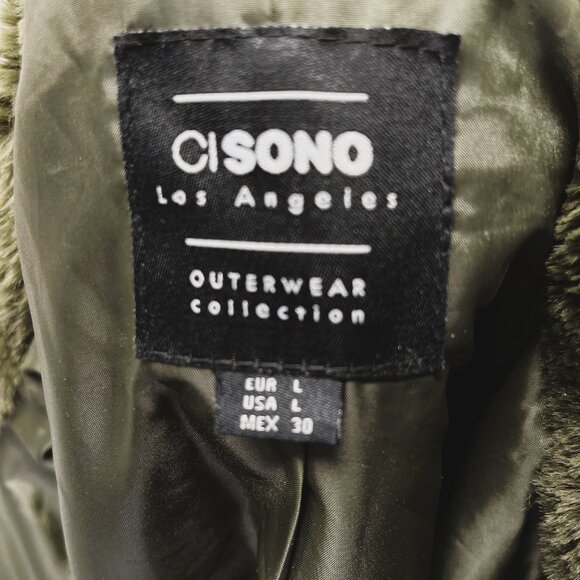 CISONO
Los Angeles
OUTERWEAR
collection
EUR L
USA L
MEX 30